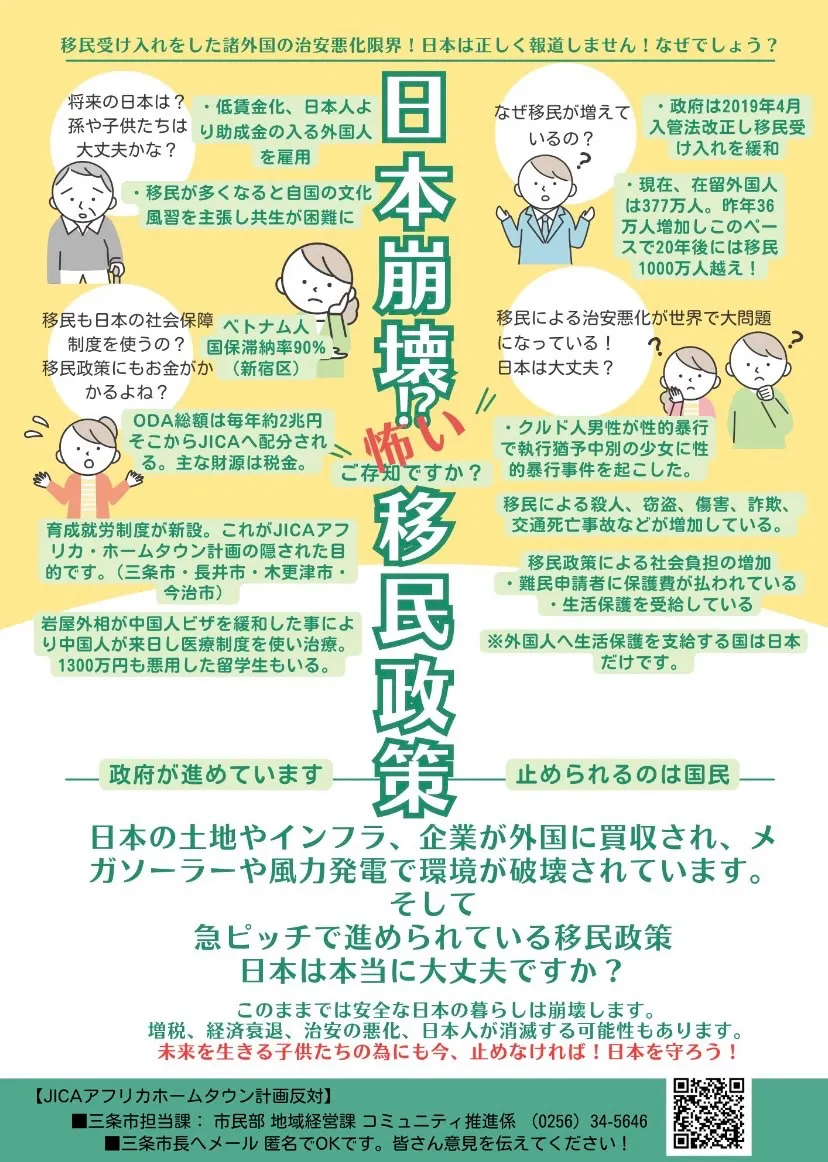 移民受け入れをした諸外国の治安悪化限界！日本は正しく報道しません！なぜでしょう？
日本崩壊!?
怖い
ご存知ですか？
移民政策
将来の日本は？
孫や子供たちは
大丈夫かな？
・低賃金化、日本人よ
り助成金の入る外国人
を雇用
・移民が多くなると自国の文化
風習を主張し共生が困難に
なぜ移民が増えて
いるの？
?
・政府は2019年4月
入管法改正し移民受
け入れを緩和
・現在、在留外国人
は377万人。昨年36
万人増加しこのペー
スで20年後には移民
1000万人越え！
移民も日本の社会保障
制度を使うの？
移民政策にもお金がか
かるよね？
ベトナム人
国保滞納率90%
（新宿区）
ODA総額は毎年約2兆円
そこからJICAへ配分され
る。主な財源は税金。
育成就労制度が新設。これがJICAアフ
リカ・ホームタウン計画の隠された目
的です。（三条市・長井市・木更津市・
今治市）
岩屋外相が中国人ビザを緩和した事によ
り中国人が来日し医療制度を使い治療。
1300万円も悪用した留学生もいる。
移民による治安悪化が世界で大問題
になっている！
日本は大丈夫？
?
?
・クルド人男性が性的暴行
で執行猶予中別の少女に性
的暴行事件を起こした。
移民による殺人、窃盗、傷害、詐欺、
交通死亡事故などが増加している。
移民政策による社会負担の増加
・難民申請者に保護費が払われている
・生活保護を受給している
※外国人へ生活保護を支給する国は日本
だけです。
政府が進めています
止められるのは国民
日本の土地やインフラ、企業が外国に買収され、メ
ガソーラーや風力発電で環境が破壊されています。
そして
急ピッチで進められている移民政策
日本は本当に大丈夫ですか？
このままでは安全な日本の暮らしは崩壊します。
増税、経済衰退、治安の悪化、日本人が消滅する可能性もあります。
未来を生きる子供たちの為にも今、止めなければ！日本を守ろう！
【JICAアフリカホームタウン計画反対】
■三条市担当課： 市民部 地域経営課 コミュニティ推進係 （0256）34-5646
■三条市長へメール 匿名でOKです。皆さん意見を伝えてください！